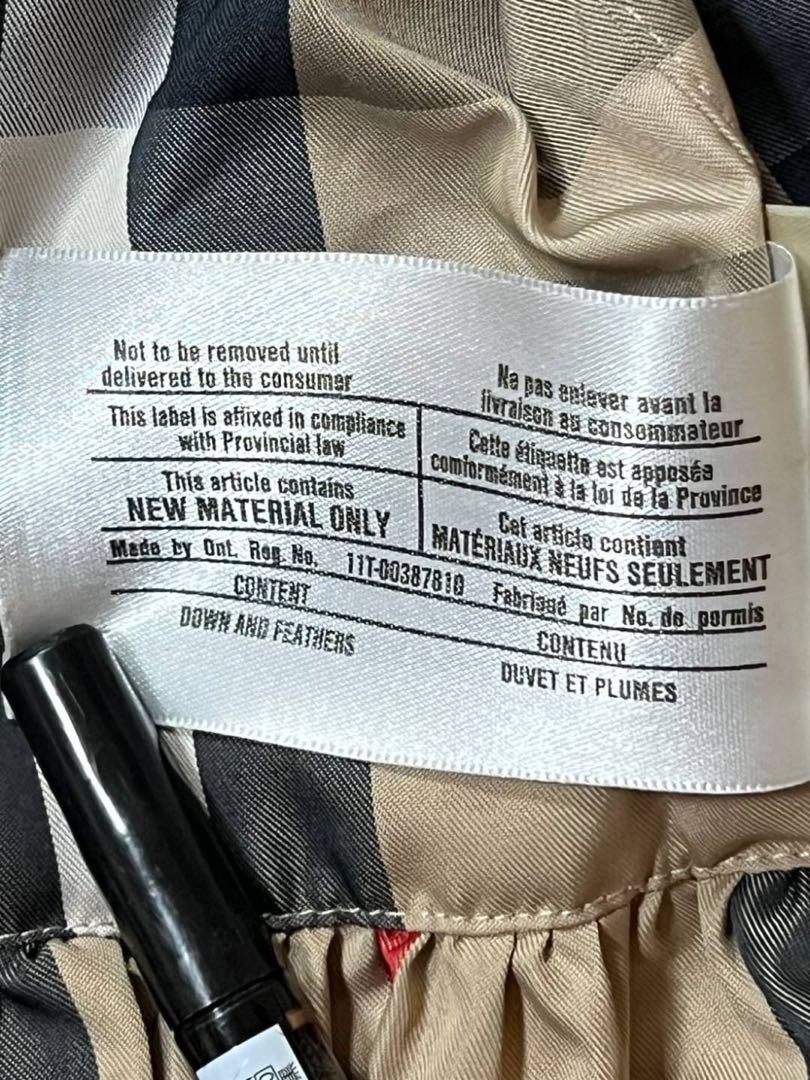 Not to be removed until
delivered to the consumer
Na pas enlever avant la
livraison au consommateur
This label is affixed in compliance
with Provincial law
Cette étiquette est apposée
comformément à la loi de la Province
This article contains
NEW MATERIAL ONLY
Cet article contient
MATÉRIAUX NEUFS SEULEMENT
Made by Ont. Reg No. 11T-00387810 Fabriqué par No. de permis
CONTENT
DOWN AND FEATHERS
CONTENU
DUVET ET PLUMES